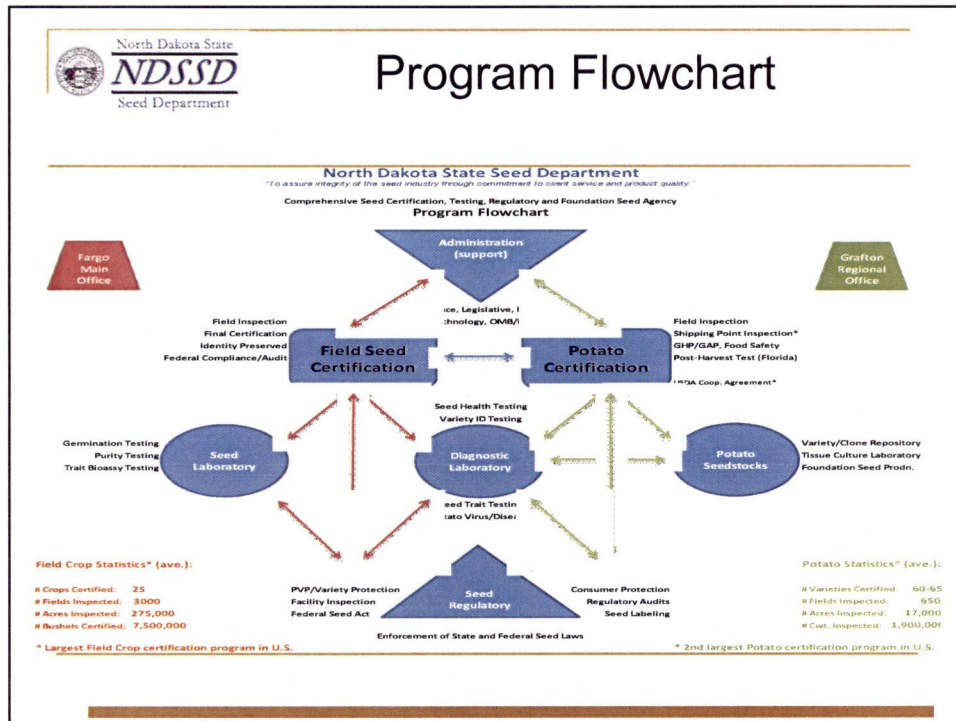 North Dakota State
NDSSD
Seed Department
Program Flowchart
North Dakota State Seed Department
"To assure integrity of the seed industry through commitment to client service and product quality."
Comprehensive Seed Certification, Testing, Regulatory and Foundation Seed Agency
Program Flowchart
Administration
(support)
Fargo
Main
Office
Grafton
Regional
Office
Legislative,
OMB/
Field Inspection
Final Certification
Identity Preserved
Federal Compliance/Audit
Field Seed
Certification
Potato
Certification
Field Inspection
Shipping Point Inspection*
GHP/GAP, Food Safety
Post-Harvest Test (Florida)
Coop. Agreement*
Seed Health Testing
Variety ID Testing
Germination Testing
Purity Testing
Trait Bioassy Testing
Seed
Laboratory
Diagnostic
Laboratory
Potato
Seedstocks
Variety/Clone Repository
Tissue Culture Laboratory
Foundation Seed Prodn.
Trait
Field Crop Statistics* (ave.):
# Crops Certified: 25
# Fields Inspected: 3000
# Acres Inspected: 275,000
# Bushels Certified: 7,500,000
* Largest Field Crop certification program in U.S.
PVP/Variety Protection
Facility Inspection
Federal Seed Act
Seed
Regulatory
Consumer Protection
Regulatory Audits
Seed Labeling
Enforcement of State and Federal Seed Laws
Potato Statistics* (ave.):
# Varieties Certified: 60-65
# Fields Inspected: 650
# Acres Inspected: 17,000
# Cwt. Inspected:
* 2nd largest Potato certification program in U.S.